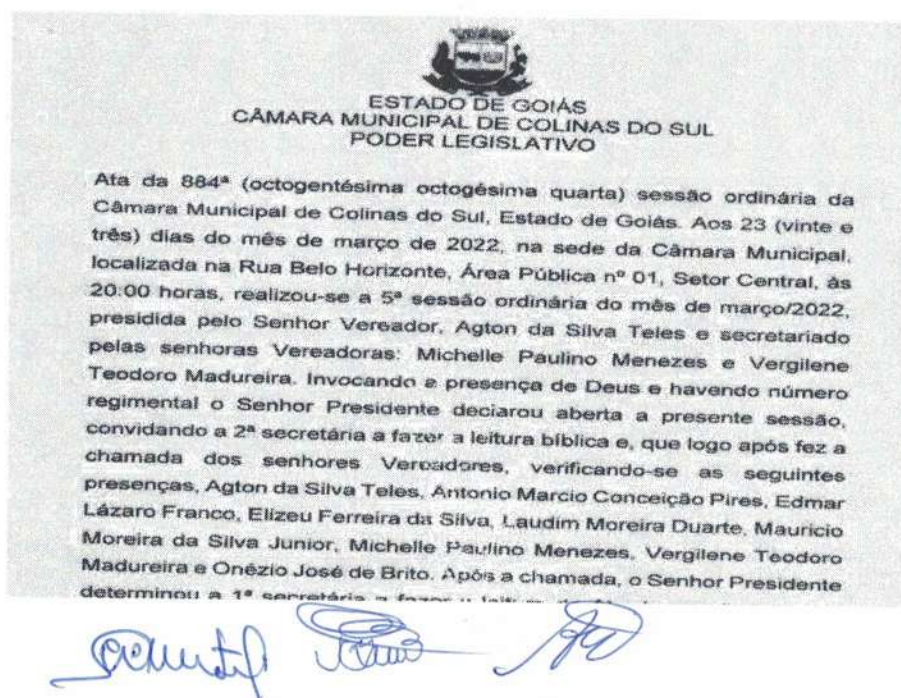 ESTADO DE GOIÁS
CÂMARA MUNICIPAL DE COLINAS DO SUL
PODER LEGISLATIVO
Ata da 884ª (octogentésima octogésima quarta) sessão ordinária da
Câmara Municipal de Colinas do Sul, Estado de Goiás. Aos 23 (vinte e
três) dias do mês de março de 2022, na sede da Câmara Municipal,
localizada na Rua Belo Horizonte, Área Pública nº 01, Setor Central, às
20:00 horas, realizou-se a 5ª sessão ordinária do mês de março/2022,
presidida pelo Senhor Vereador, Agton da Silva Teles e secretariado
pelas senhoras Vereadoras: Michelle Paulino Menezes e Vergilene
Teodoro Madureira. Invocando a presença de Deus e havendo número
regimental o Senhor Presidente declarou aberta a presente sessão,
convidando a 2ª secretária a fazer a leitura bíblica e, que logo após fez a
chamada dos senhores Vereadores, verificando-se as seguintes
presenças, Agton da Silva Teles, Antonio Marcio Conceição Pires, Edmar
Lázaro Franco, Elizeu Ferreira da Silva, Laudim Moreira Duarte, Mauricio
Moreira da Silva Junior, Michelle Paulino Menezes, Vergilene Teodoro
Madureira e Onézio José de Brito. Após a chamada, o Senhor Presidente
determinou a 1ª secretária a fazer a leitura